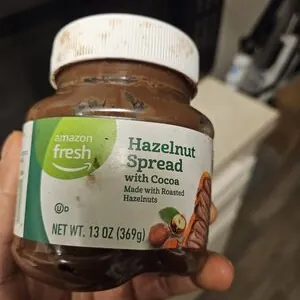 amazon
fresh
Hazelnut
Spread
with Cocoa
Made with Roasted
Hazelnuts
U D
NET WT. 13 OZ (369g)